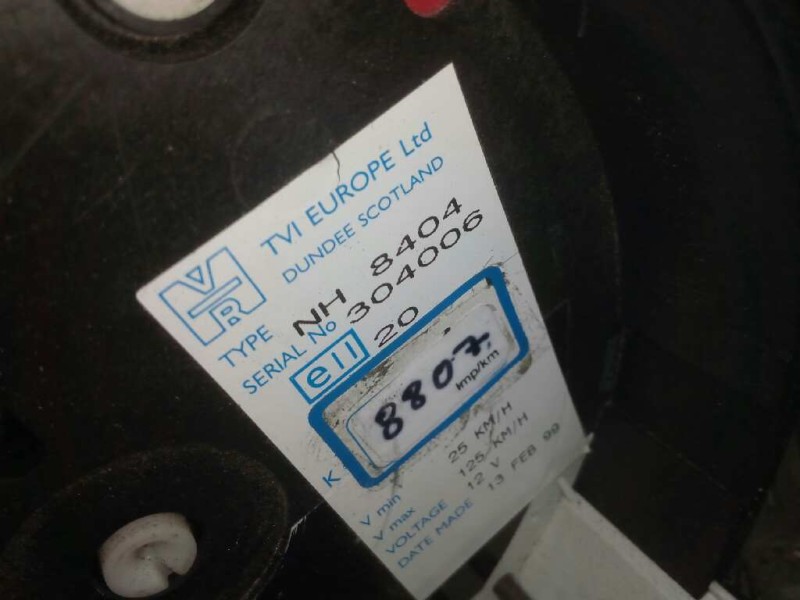 VR
TVI EUROPE Ltd
DUNDEE SCOTLAND
TYPE NH 8404
SERIAL No 304006
e11 20
K 8807 imp/km
V min 25 KM/H
V max 125 KM/H
VOLTAGE 12 V
DATE MADE 13 FEB 99